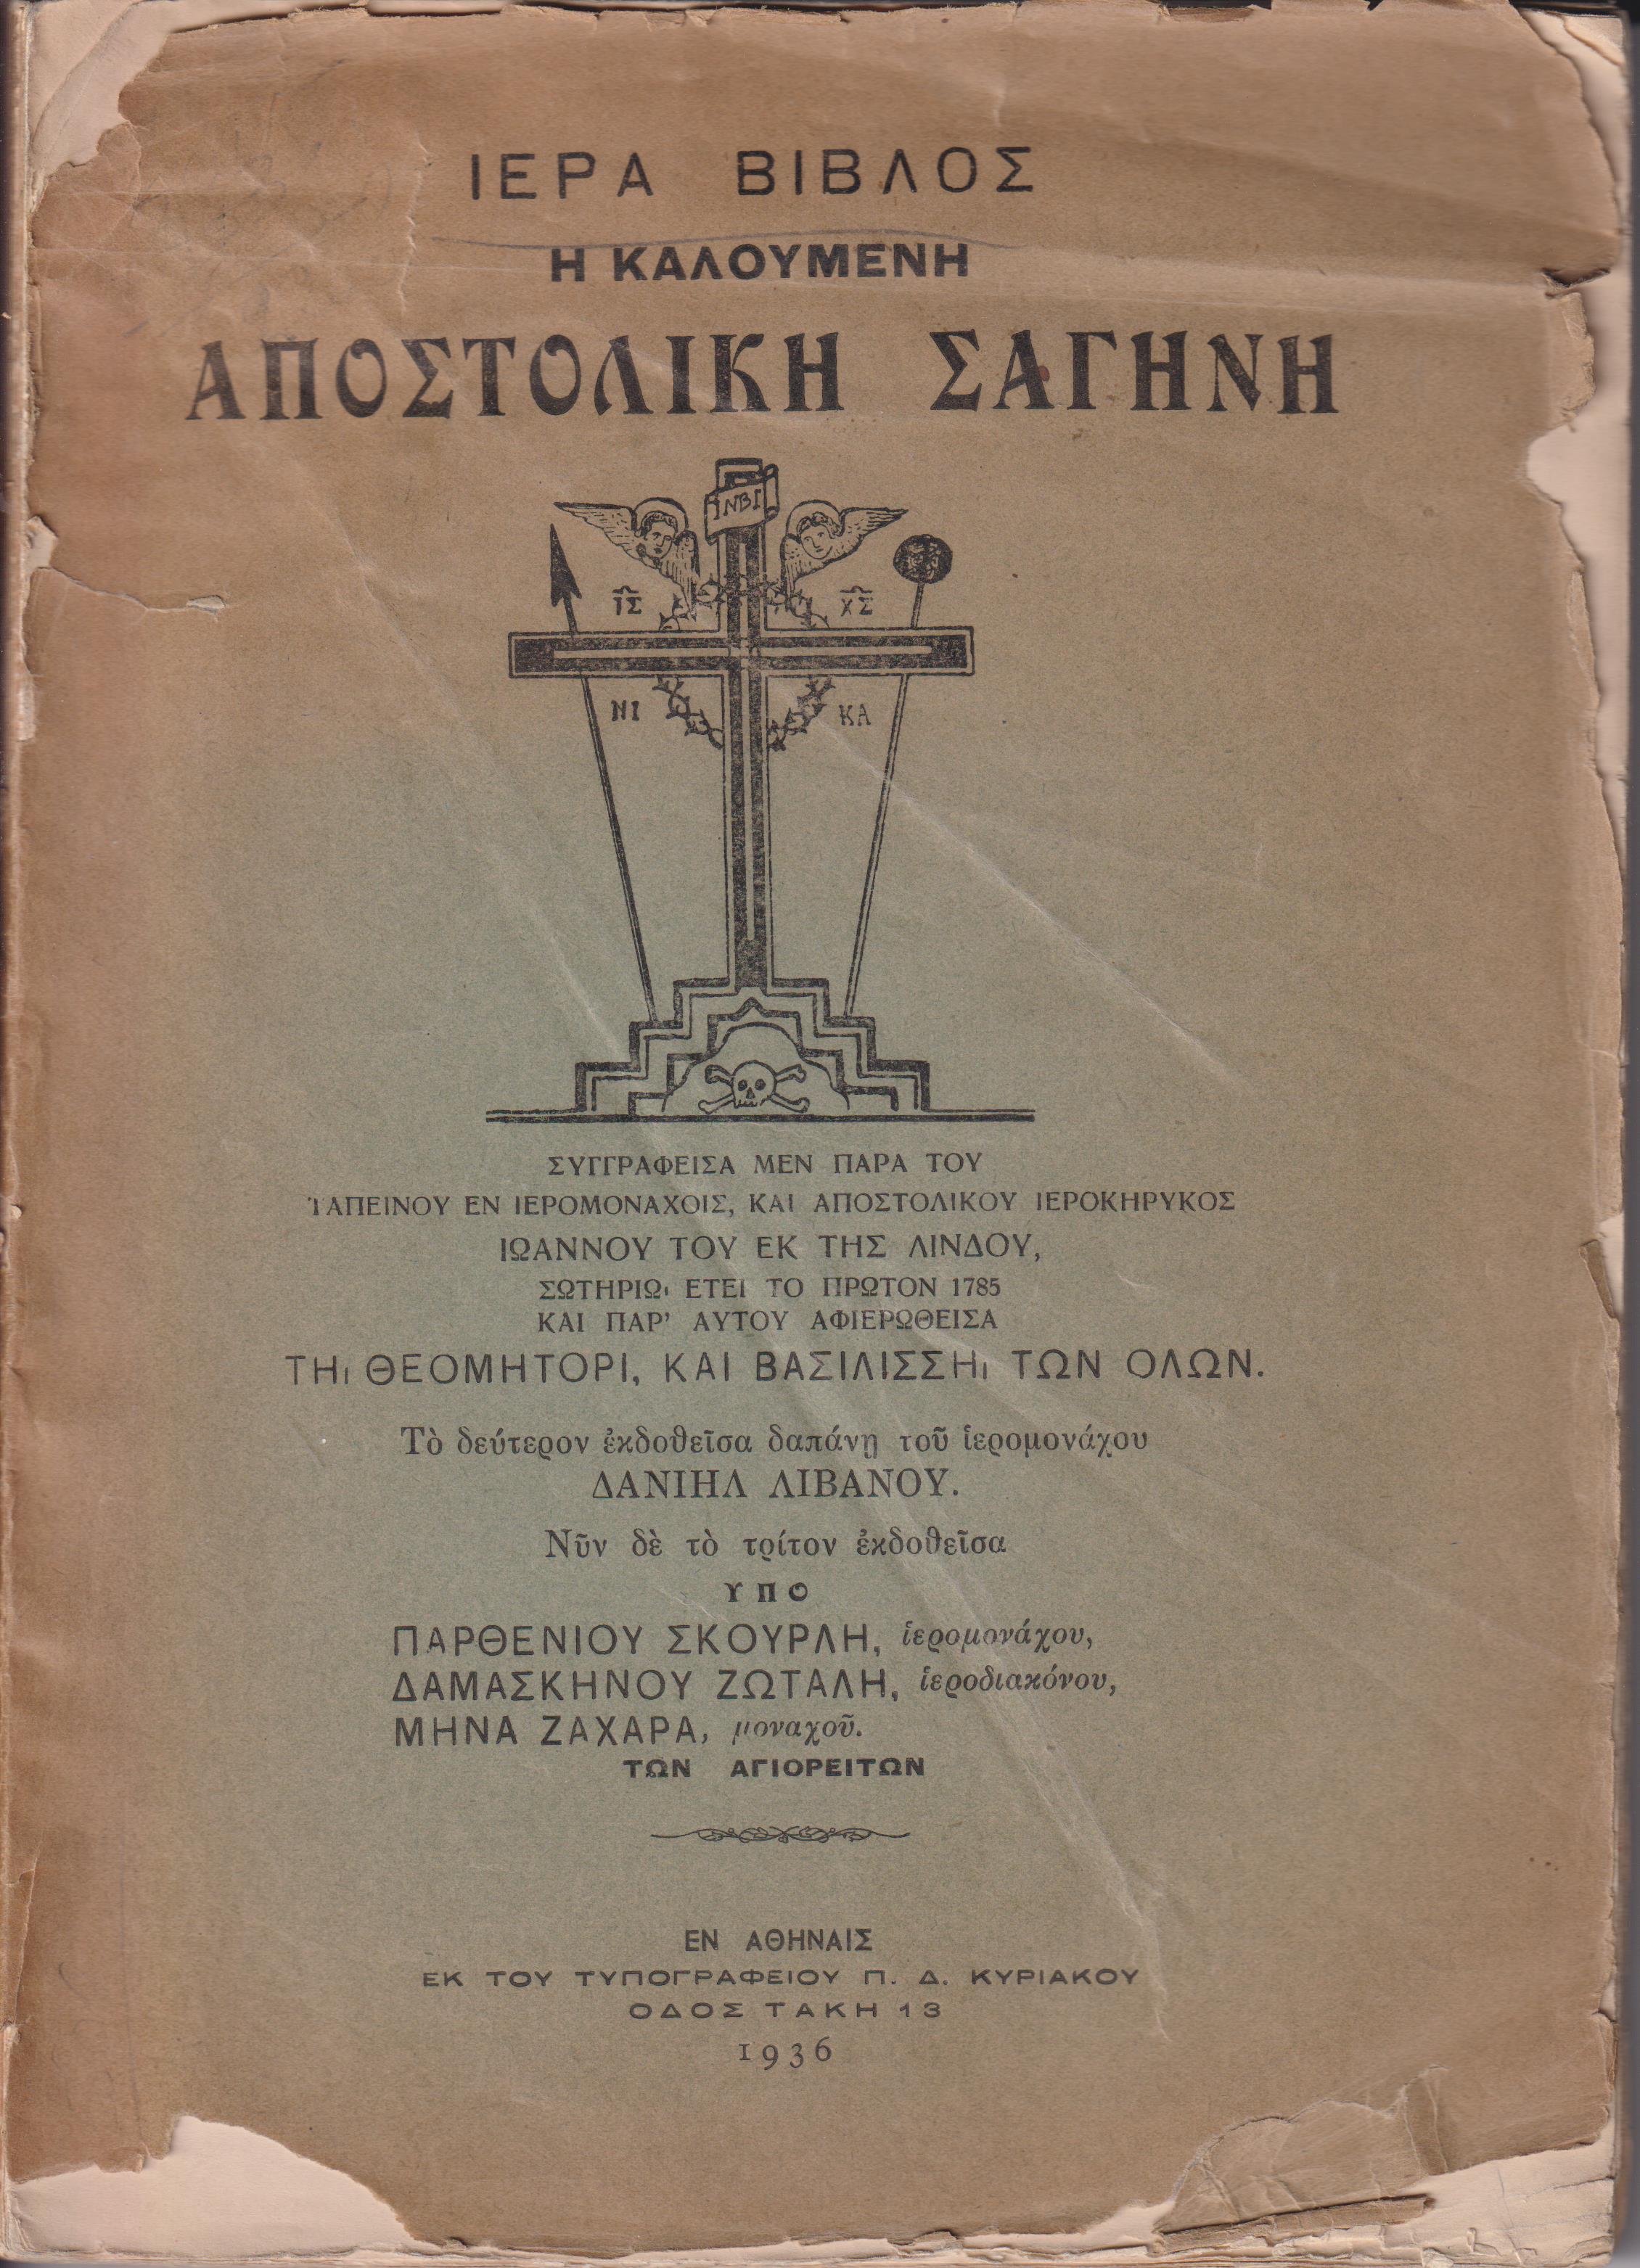 ΙΕΡΑ ΒΙΒΛΟΣ
Η ΚΑΛΟΥΜΕΝΗ
ΑΠΟΣΤΟΛΙΚΗ ΣΑΓΗΝΗ
ΙΝΒΙ
ΙΣ ΧΣ
ΝΙ ΚΑ
ΣΥΓΓΡΑΦΕΙΣΑ ΜΕΝ ΠΑΡΑ ΤΟΥ
ΤΑΠΕΙΝΟΥ ΕΝ ΙΕΡΟΜΟΝΑΧΟΙΣ, ΚΑΙ ΑΠΟΣΤΟΛΙΚΟΥ ΙΕΡΟΚΗΡΥΚΟΣ
ΙΩΑΝΝΟΥ ΤΟΥ ΕΚ ΤΗΣ ΛΙΝΔΟΥ,
ΣΩΤΗΡΙΩι ΕΤΕΙ ΤΟ ΠΡΩΤΟΝ 1785
ΚΑΙ ΠΑΡ' ΑΥΤΟΥ ΑΦΙΕΡΩΘΕΙΣΑ
ΤΗι ΘΕΟΜΗΤΟΡΙ, ΚΑΙ ΒΑΣΙΛΙΣΣΗι ΤΩΝ ΟΛΩΝ.
Τὸ δεύτερον ἐκδοθεῖσα δαπάνῃ τοῦ ἱερομονάχου
ΔΑΝΙΗΛ ΛΙΒΑΝΟΥ.
Νῦν δὲ τὸ τρίτον ἐκδοθεῖσα
ΥΠΟ
ΠΑΡΘΕΝΙΟΥ ΣΚΟΥΡΛΗ, ἱερομονάχου,
ΔΑΜΑΣΚΗΝΟΥ ΖΩΤΑΛΗ, ἱεροδιακόνου,
ΜΗΝΑ ΖΑΧΑΡΑ, μοναχοῦ.
ΤΩΝ ΑΓΙΟΡΕΙΤΩΝ
ΕΝ ΑΘΗΝΑΙΣ
ΕΚ ΤΟΥ ΤΥΠΟΓΡΑΦΕΙΟΥ Π. Δ. ΚΥΡΙΑΚΟΥ
ΟΔΟΣ ΤΑΚΗ 13
1936